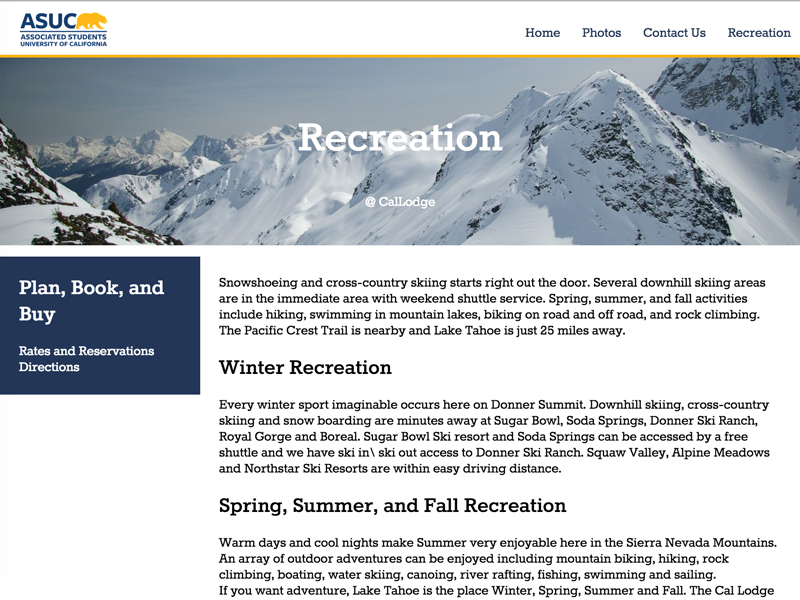 ASUC
ASSOCIATED STUDENTS
UNIVERSITY OF CALIFORNIA
Home Photos Contact Us Recreation
Recreation
@ CalLodge
Plan, Book, and
Buy
Rates and Reservations
Directions
Snowshoeing and cross-country skiing starts right out the door. Several downhill skiing areas
are in the immediate area with weekend shuttle service. Spring, summer, and fall activities
include hiking, swimming in mountain lakes, biking on road and off road, and rock climbing.
The Pacific Crest Trail is nearby and Lake Tahoe is just 25 miles away.
Winter Recreation
Every winter sport imaginable occurs here on Donner Summit. Downhill skiing, cross-country
skiing and snow boarding are minutes away at Sugar Bowl, Soda Springs, Donner Ski Ranch,
Royal Gorge and Boreal. Sugar Bowl Ski resort and Soda Springs can be accessed by a free
shuttle and we have ski in\ ski out access to Donner Ski Ranch. Squaw Valley, Alpine Meadows
and Northstar Ski Resorts are within easy driving distance.
Spring, Summer, and Fall Recreation
Warm days and cool nights make Summer very enjoyable here in the Sierra Nevada Mountains.
An array of outdoor adventures can be enjoyed including mountain biking, hiking, rock
climbing, boating, water skiing, canoing, river rafting, fishing, swimming and sailing.
If you want adventure, Lake Tahoe is the place Winter, Spring, Summer and Fall. The Cal Lodge